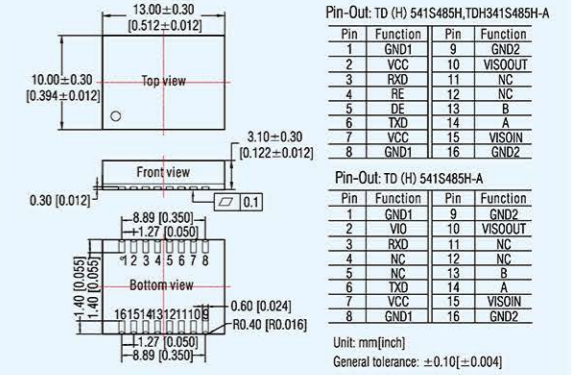 13.00±0.30
[0.512±0.012]
10.00±0.30
[0.394±0.012]
Top view
3.10±0.30
[0.122±0.012]
Front view
0.30 [0.012]
0.1
8.89 [0.350]
1.27 [0.050]
1 2 3 4 5 6 7 8
1.40 [0.055]
1.40 [0.055]
Bottom view
0.60 [0.024]
16 15 14 13 12 11 10 9
R0.40 [R0.016]
1.27 [0.050]
8.89 [0.350]
Pin-Out: TD (H) 541S485H,TDH341S485H-A
Pin Function Pin Function
1 GND1 9 GND2
2 VCC 10 VISOOUT
3 RXD 11 NC
4 RE 12 NC
5 DE 13 B
6 TXD 14 A
7 VCC 15 VISOIN
8 GND1 16 GND2
Pin-Out: TD (H) 541S485H-A
Pin Function Pin Function
1 GND1 9 GND2
2 VIO 10 VISOOUT
3 RXD 11 NC
4 NC 12 NC
5 NC 13 B
6 TXD 14 A
7 VCC 15 VISOIN
8 GND1 16 GND2
Unit: mm[inch]
General tolerance: ±0.10[±0.004]